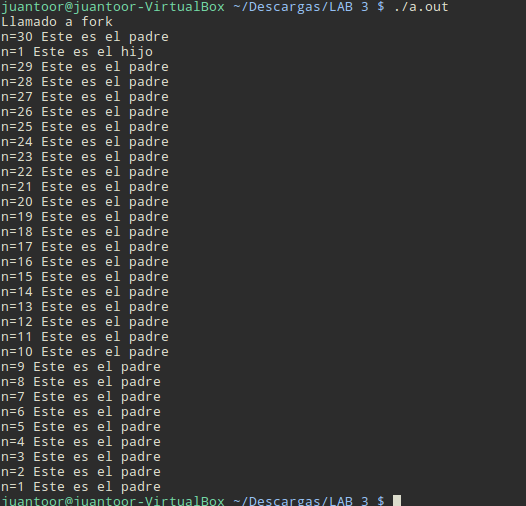 juantoor@juantoor-VirtualBox ~/Descargas/LAB 3 $ ./a.out
Llamado a fork
n=30 Este es el padre
n=1 Este es el hijo
n=29 Este es el padre
n=28 Este es el padre
n=27 Este es el padre
n=26 Este es el padre
n=25 Este es el padre
n=24 Este es el padre
n=23 Este es el padre
n=22 Este es el padre
n=21 Este es el padre
n=20 Este es el padre
n=19 Este es el padre
n=18 Este es el padre
n=17 Este es el padre
n=16 Este es el padre
n=15 Este es el padre
n=14 Este es el padre
n=13 Este es el padre
n=12 Este es el padre
n=11 Este es el padre
n=10 Este es el padre
n=9 Este es el padre
n=8 Este es el padre
n=7 Este es el padre
n=6 Este es el padre
n=5 Este es el padre
n=4 Este es el padre
n=3 Este es el padre
n=2 Este es el padre
n=1 Este es el padre
juantoor@juantoor-VirtualBox ~/Descargas/LAB 3 $